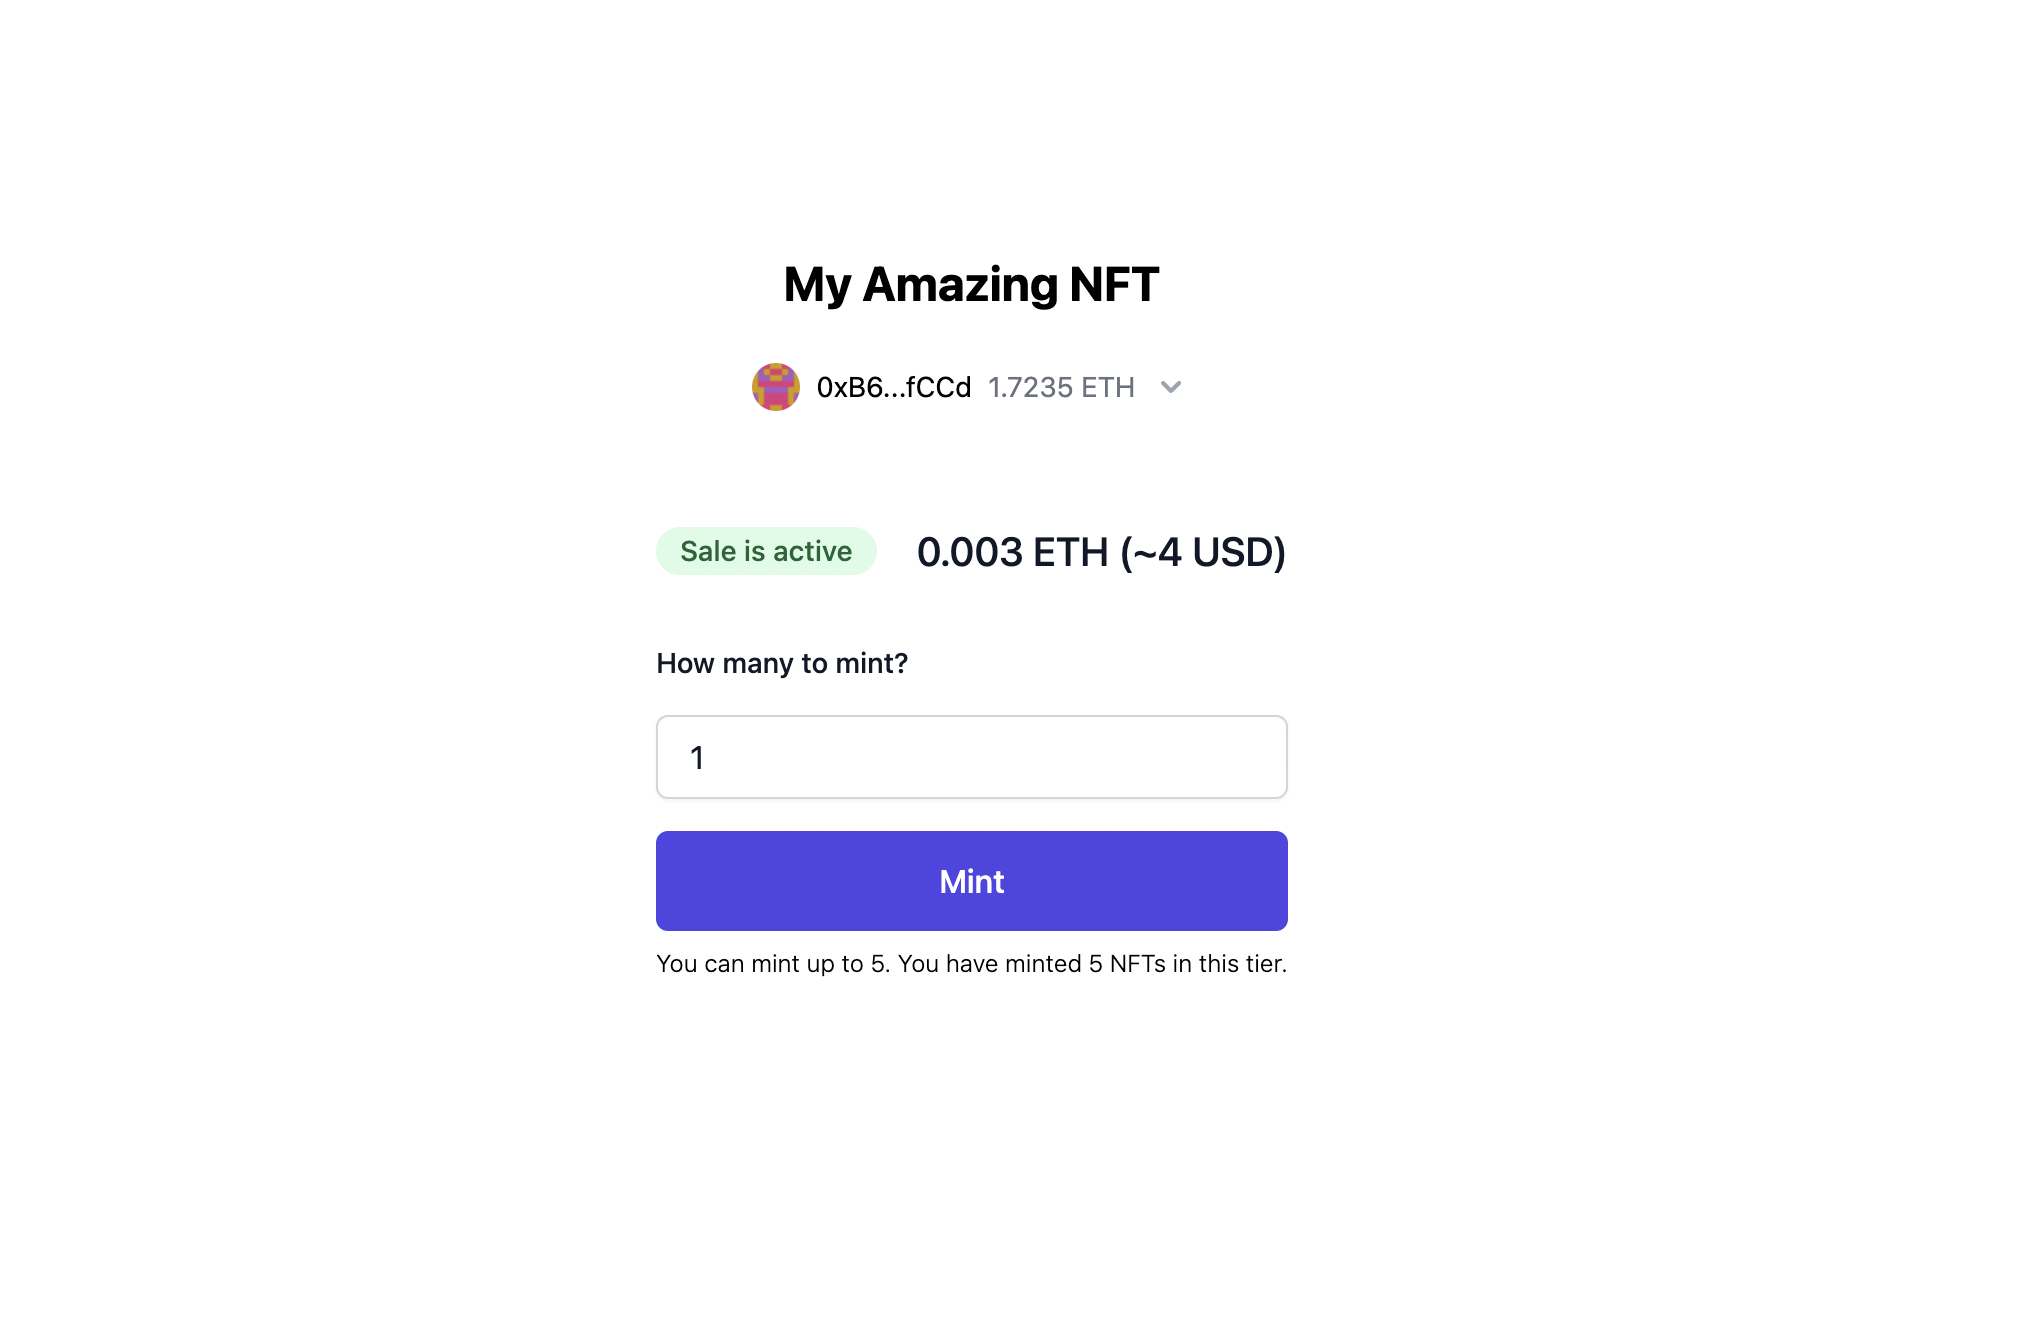 My Amazing NFT
0xB6...fCCd 1.7235 ETH
Sale is active 0.003 ETH (~4 USD)
How many to mint?
1
Mint
You can mint up to 5. You have minted 5 NFTs in this tier.